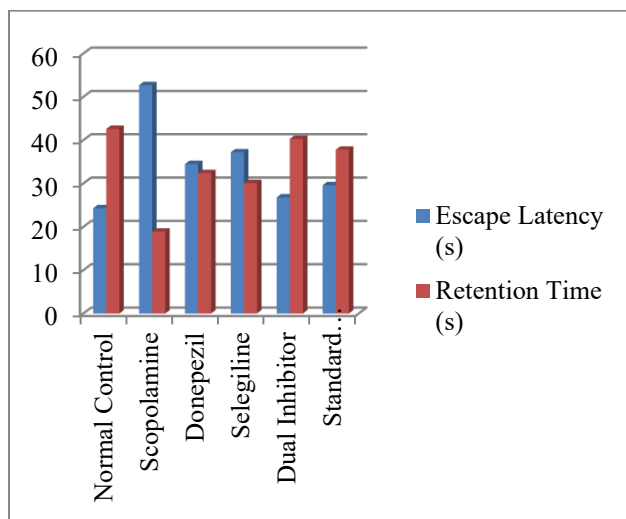 60
50
40
30
20
10
0
Normal Control
Scopolamine
Donepezil
Selegiline
Dual Inhibitor
Standard…
Escape Latency
(s)
Retention Time
(s)